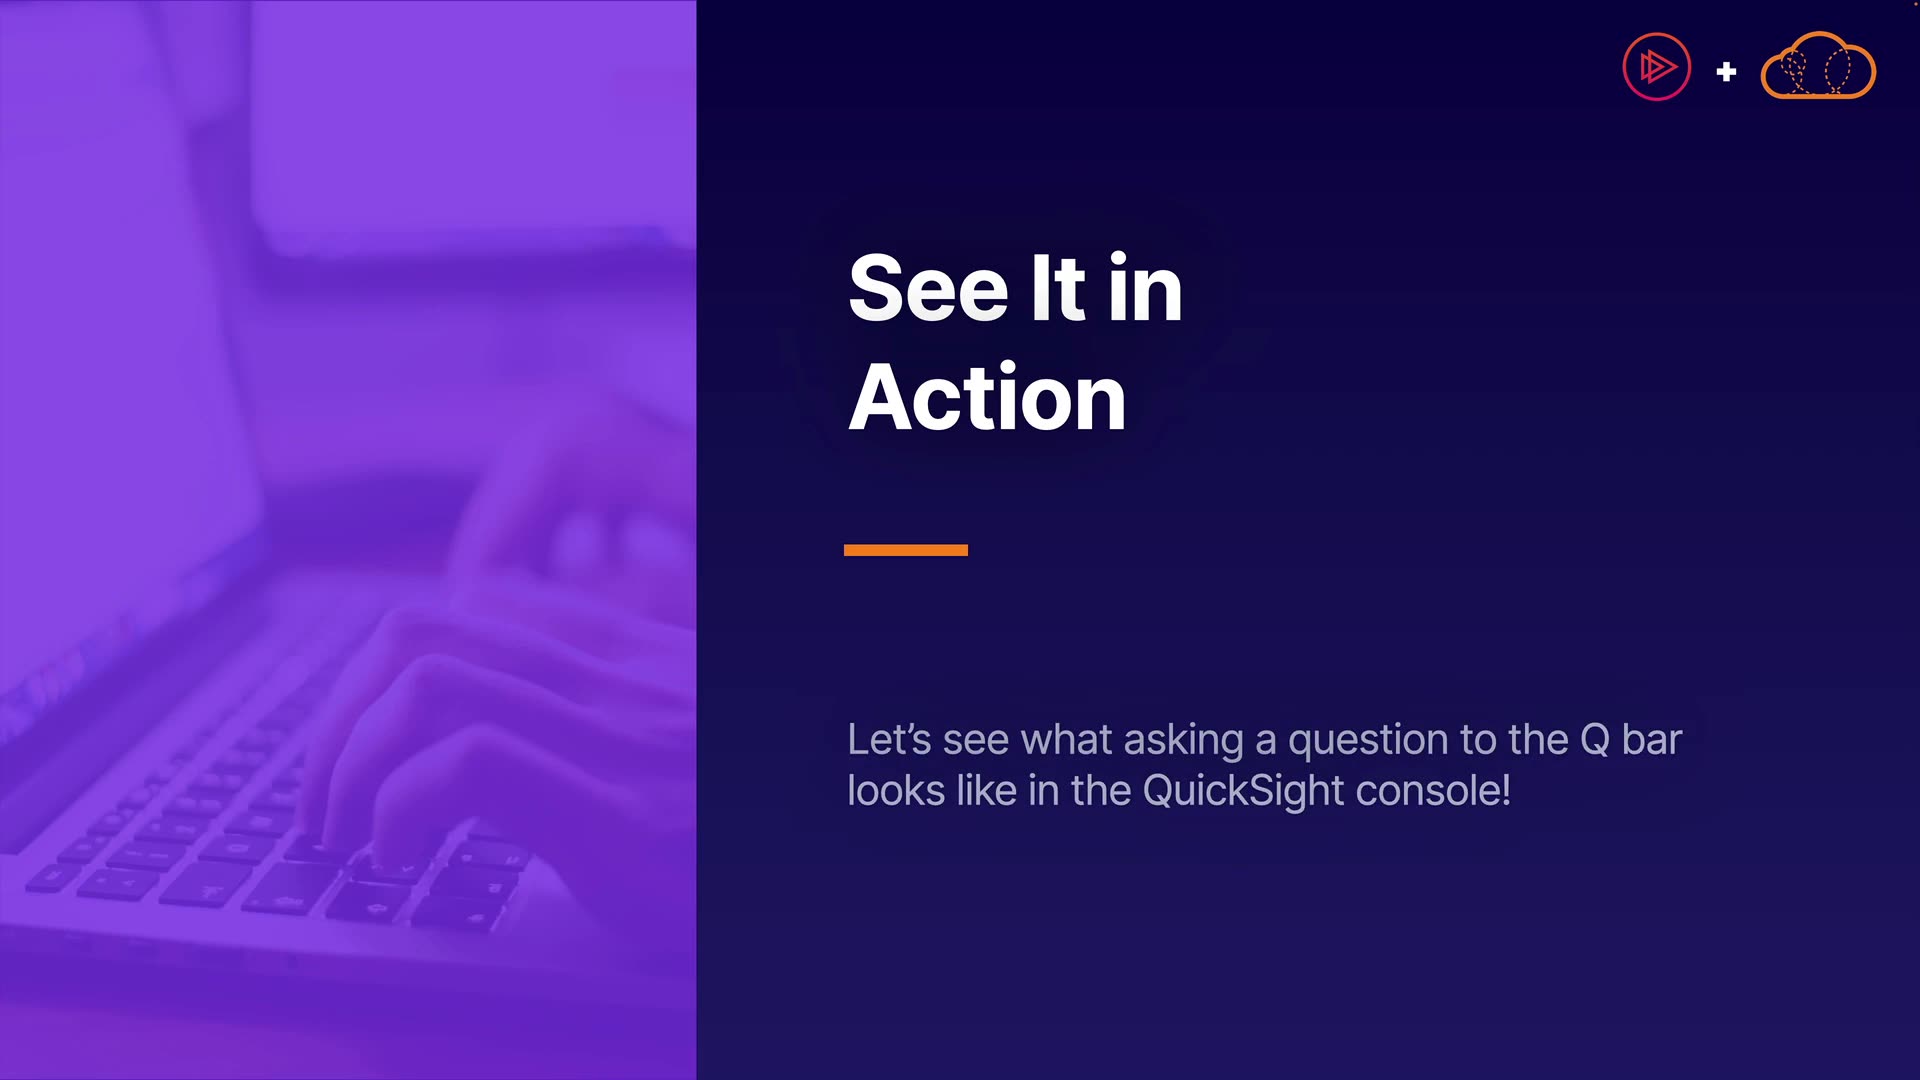 See It in
Action
Let’s see what asking a question to the Q bar
looks like in the QuickSight console!